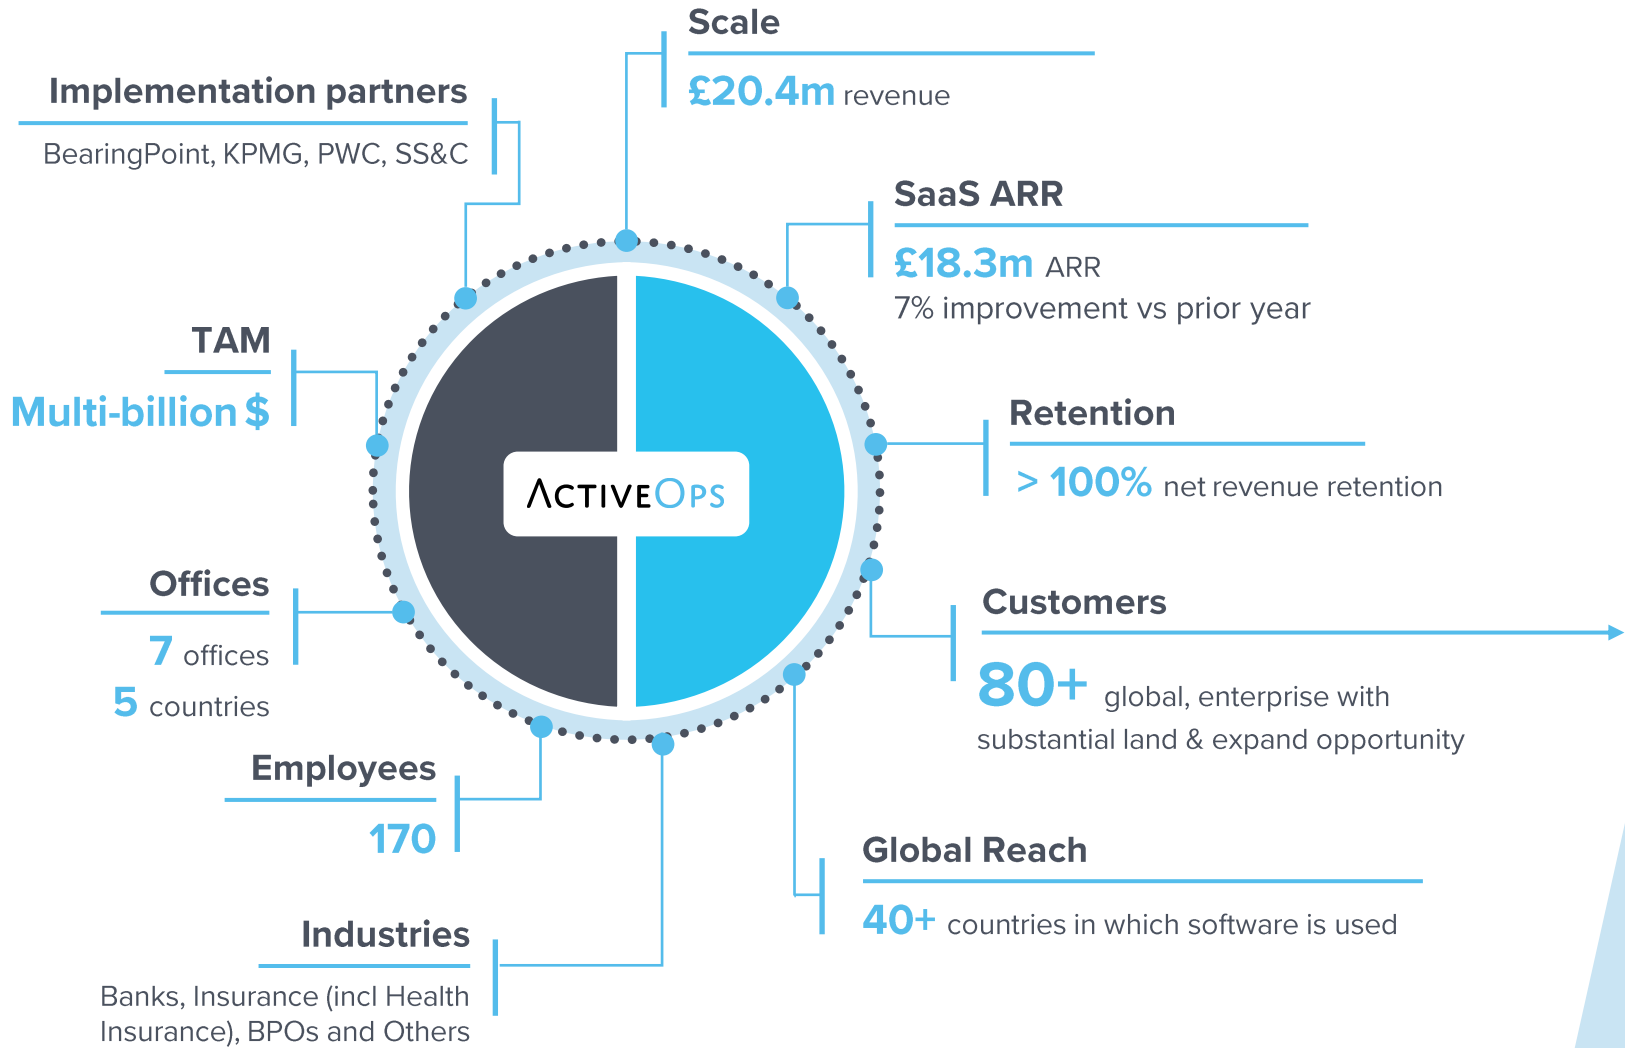 Scale
£20.4m revenue
Implementation partners
BearingPoint, KPMG, PWC, SS&C
SaaS ARR
£18.3m ARR
7% improvement vs prior year
TAM
Multi-billion $
Retention
> 100% net revenue retention
ACTIVEOPS
Offices
7 offices
5 countries
Customers
80+ global, enterprise with
substantial land & expand opportunity
Employees
170
Global Reach
40+ countries in which software is used
Industries
Banks, Insurance (incl Health
Insurance), BPOs and Others